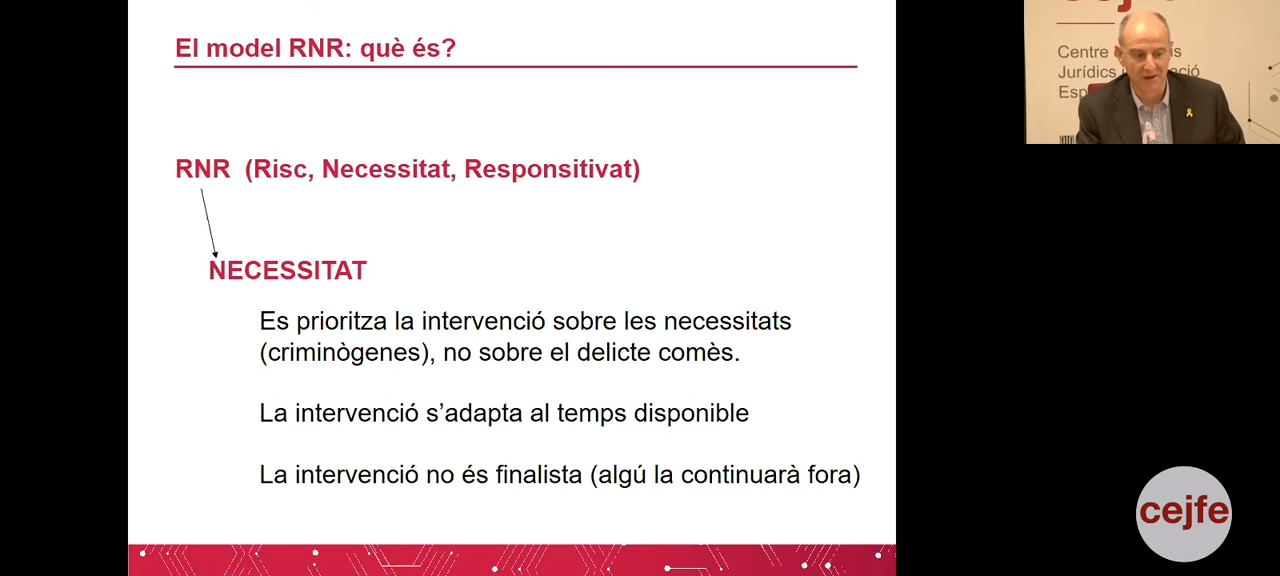 El model RNR: què és?
RNR (Risc, Necessitat, Responsitivat)
NECESSITAT
Es prioritza la intervenció sobre les necessitats
(criminògenes), no sobre el delicte comès.
La intervenció s’adapta al temps disponible
La intervenció no és finalista (algú la continuarà fora)
cejfe
Centre
Jurídics
cejfe